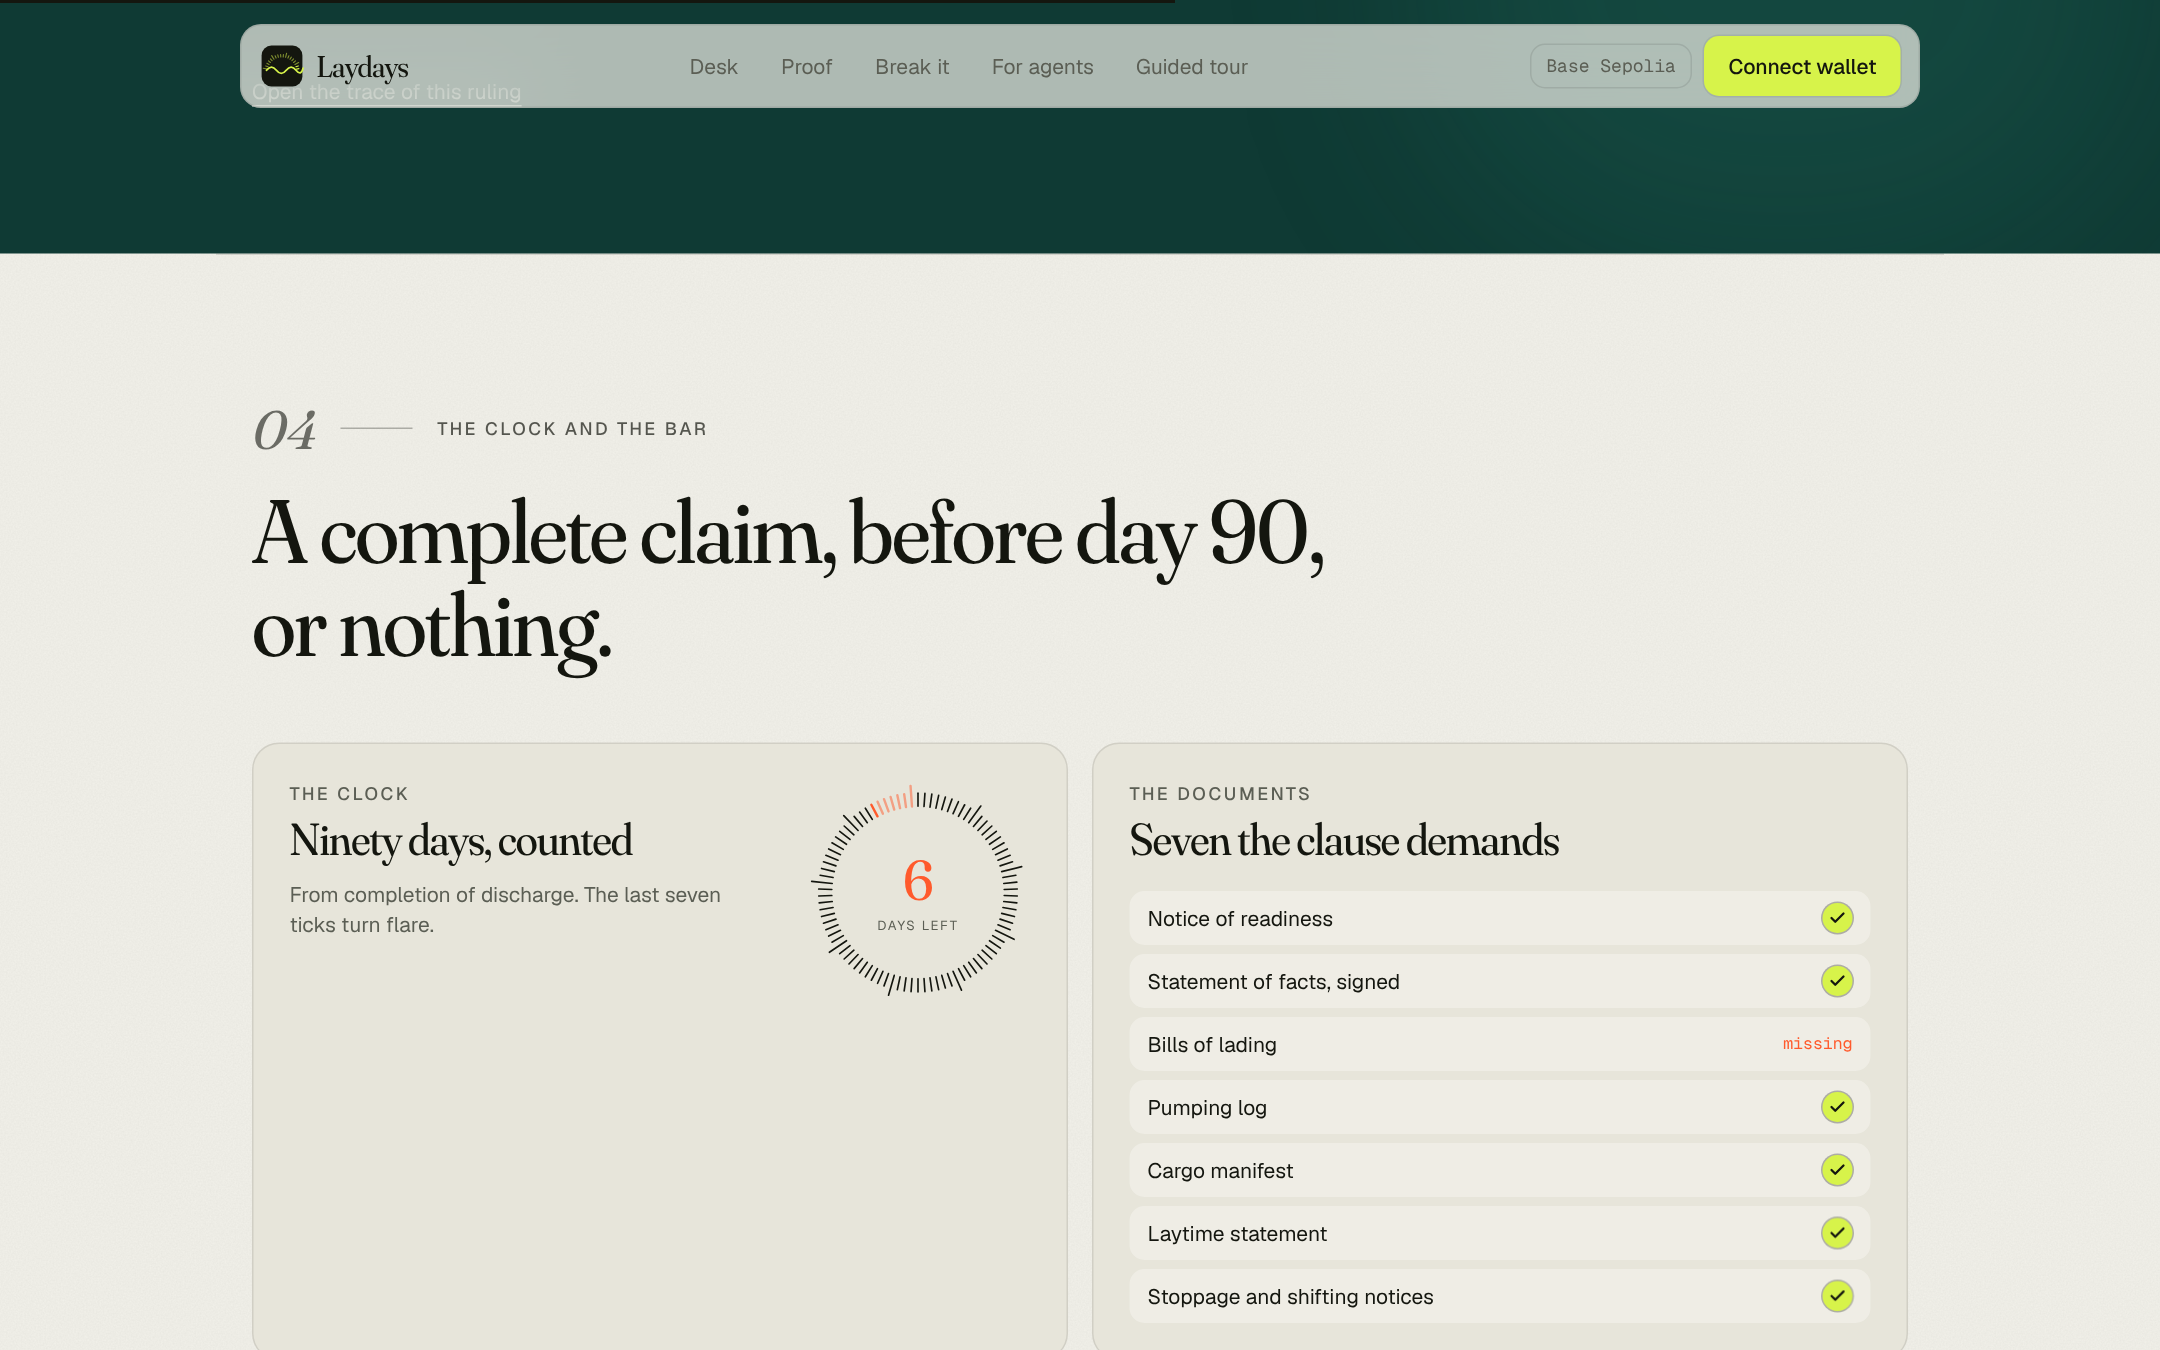 Laydays
Desk
Proof
Break it
For agents
Guided tour
Base Sepolia
Connect wallet
Open the trace of this ruling
04
THE CLOCK AND THE BAR
A complete claim, before day 90,
or nothing.
THE CLOCK
Ninety days, counted
From completion of discharge. The last seven
ticks turn flare.
6
DAYS LEFT
THE DOCUMENTS
Seven the clause demands
Notice of readiness
Statement of facts, signed
Bills of lading
missing
Pumping log
Cargo manifest
Laytime statement
Stoppage and shifting notices